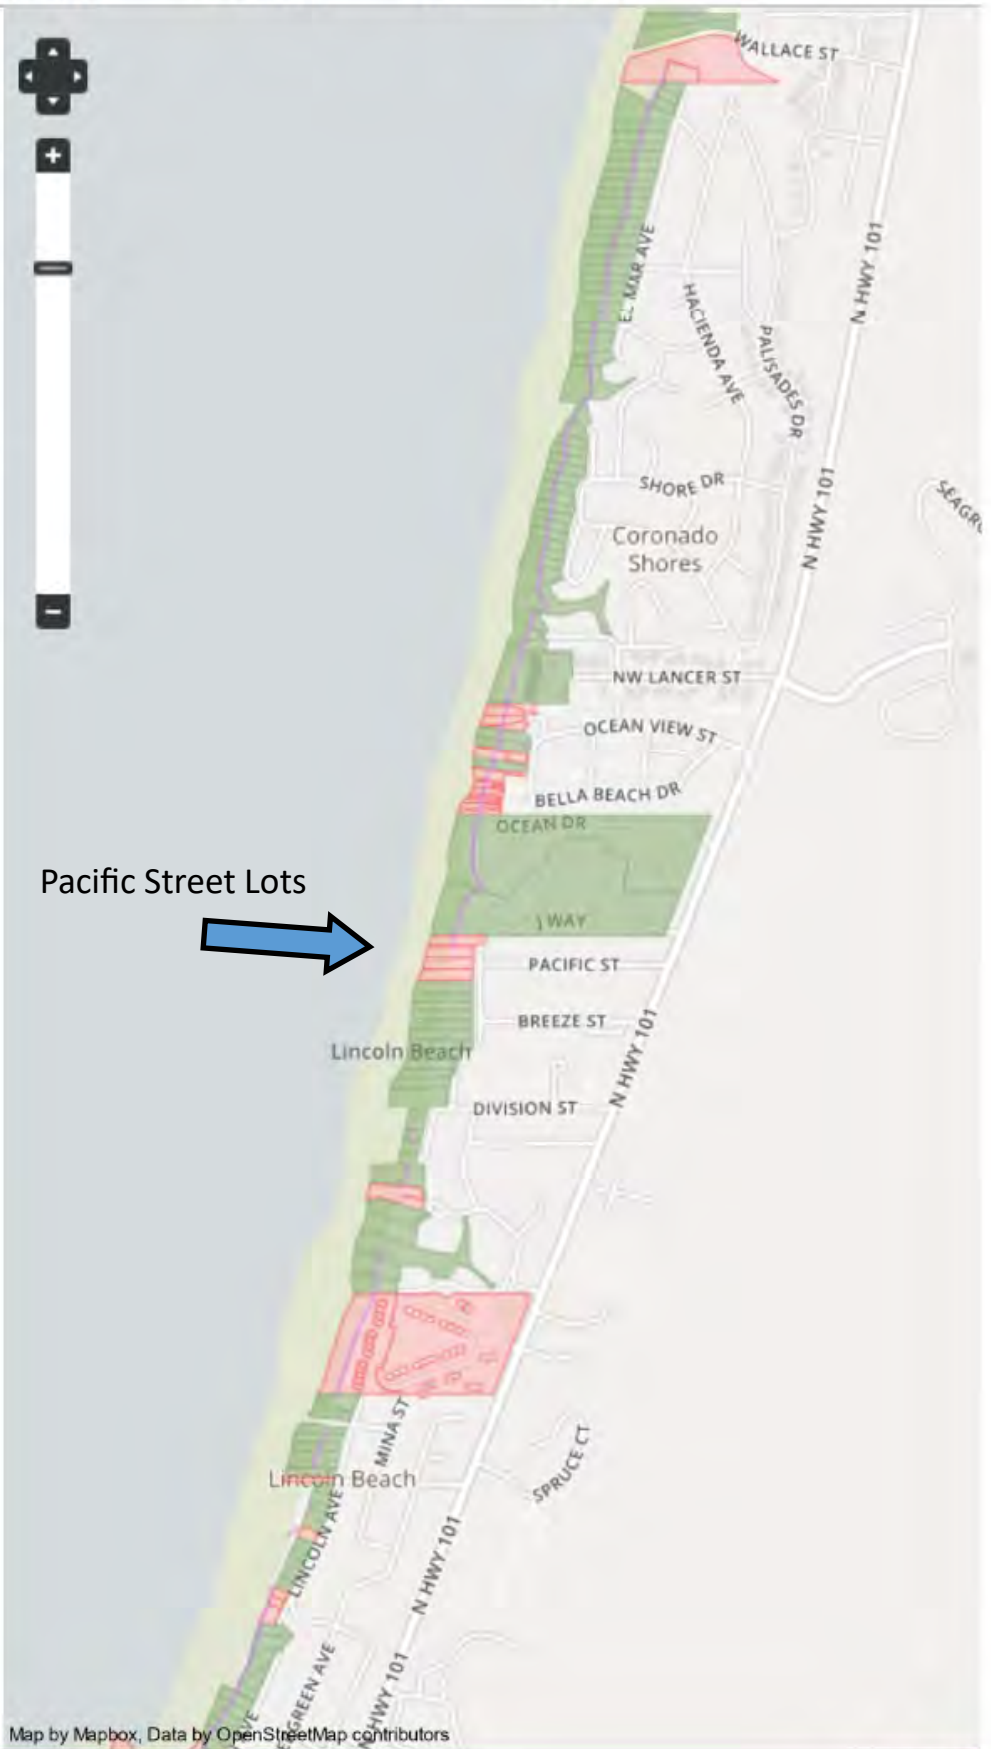 WALLACE ST
+
EL MAR AVE
HACIENDA AVE
PALISADES DR
N HWY 101
SHORE DR
N HWY 101
Coronado
Shores
NW LANCER ST
OCEAN VIEW ST
BELLA BEACH DR
OCEAN DR
Pacific Street Lots
WAY
PACIFIC ST
BREEZE ST
Lincoln Beach
N HWY 101
DIVISION ST
MINA ST
SPRUCE CT
Lincoln Beach
LINCOLN AVE
N HWY 101
N HWY 101
AVE
Map by Mapbox, Data by OpenStreetMap contributors